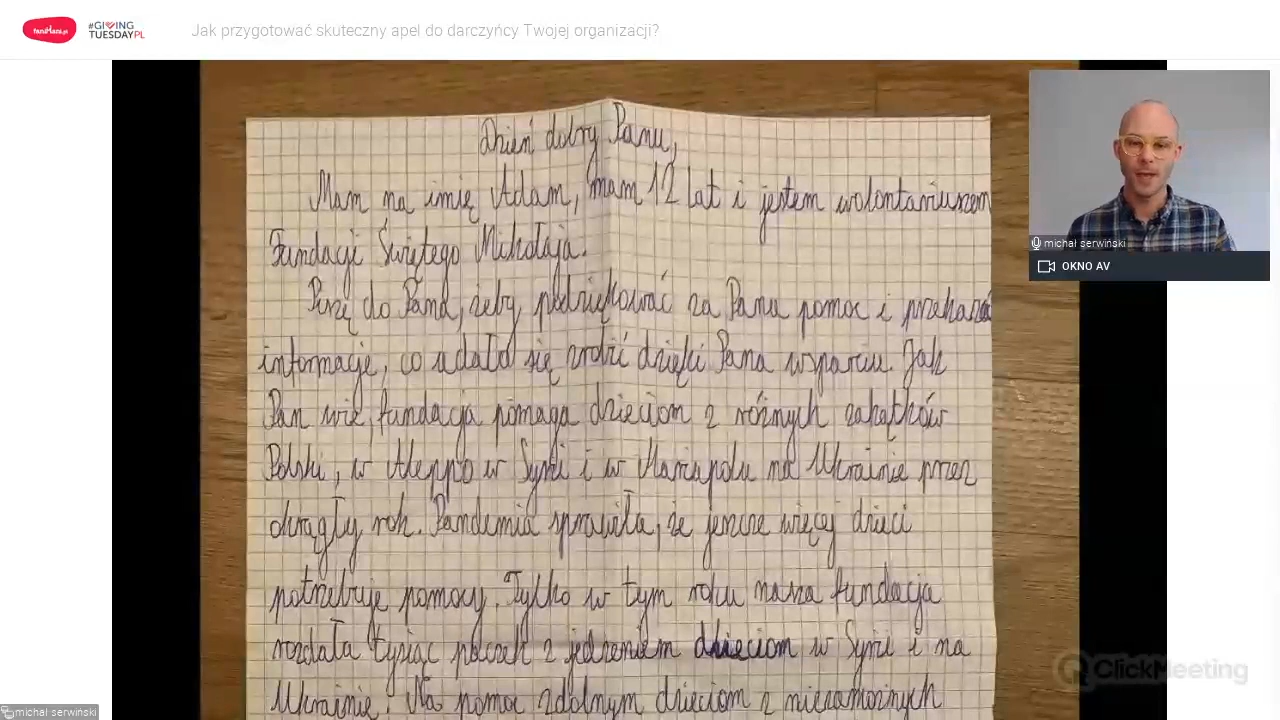 faniMani.pl
#GIVING
TUESDAYPL
Jak przygotować skuteczny apel do darczyńcy Twojej organizacji?
Dzień dobry Panu,
Mam na imię Adam, mam 12 lat i jestem wolontariuszem
Fundacji Świętego Mikołaja.
Piszę do Pana, żeby podziękować za Pana pomoc i przekazać
informację, co udało się zrobić dzięki Pana wsparciu. Jak
Pan wie, fundacja pomaga dzieciom z różnych zakątków
Polski, w Aleppo w Syrii i w Mariupolu na Ukrainie przez
okrągły rok. Pandemia sprawiła, że jeszcze więcej dzieci
potrzebuje pomocy. Tylko w tym roku nasza fundacja
rozdała tysiąc paczek z jedzeniem dzieciom w Syrii i na
Ukrainie. Na pomoc zdolnym dzieciom z niezamożnych
michał serwiński
OKNO AV
ClickMeeting
michał serwiński